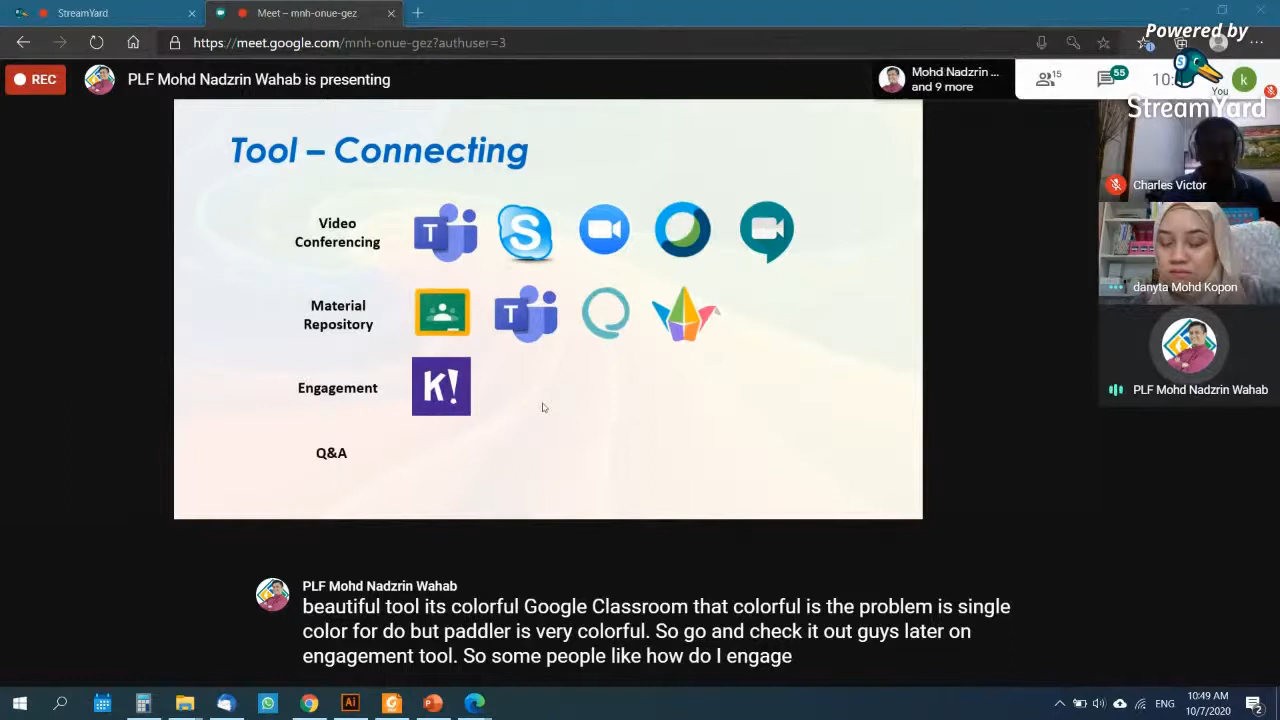 StreamYard
Meet – mnh-onue-gez
https://meet.google.com/mnh-onue-gez?authuser=3
Powered by
StreamYard
REC
PLF Mohd Nadzrin Wahab is presenting
Mohd Nadzrin ...
and 9 more
15
55
10:
You
k
Tool – Connecting
Video
Conferencing
T
S
Material
Repository
T
Engagement
K!
Q&A
Charles Victor
danyta Mohd Kopon
PLF Mohd Nadzrin Wahab
PLF Mohd Nadzrin Wahab
beautiful tool its colorful Google Classroom that colorful is the problem is single
color for do but paddler is very colorful. So go and check it out guys later on
engagement tool. So some people like how do I engage
Ai
P
ENG
10:49 AM
10/7/2020
2